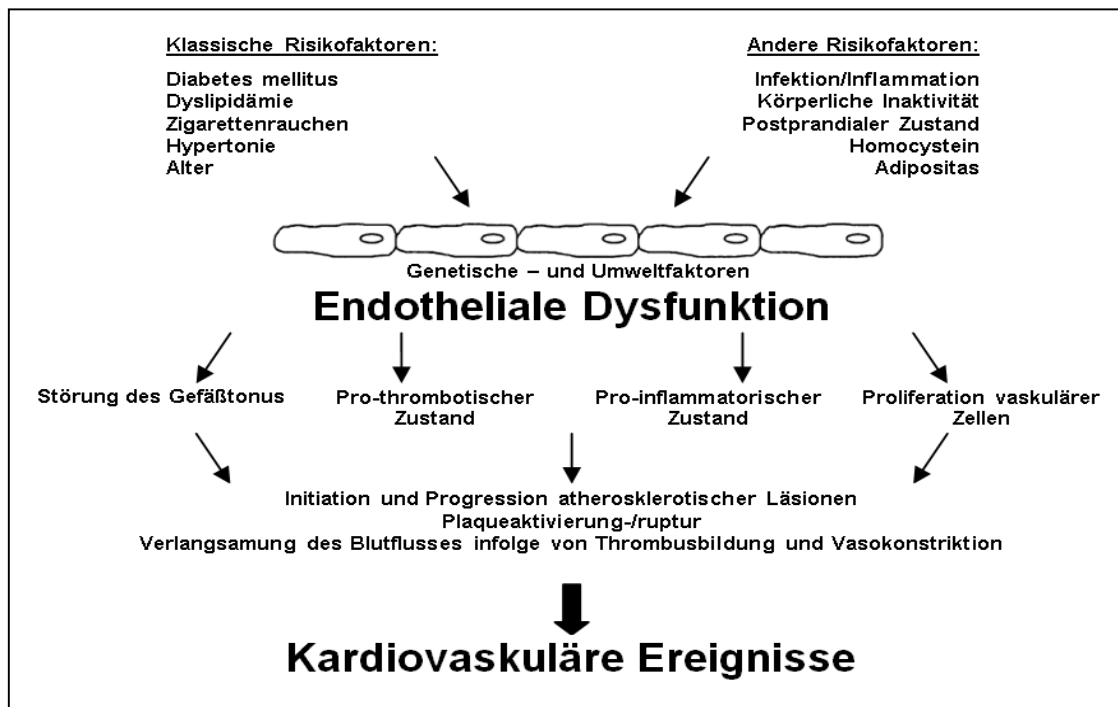 Klassische Risikofaktoren:
Diabetes mellitus
Dyslipidämie
Zigarettenrauchen
Hypertonie
Alter
Andere Risikofaktoren:
Infektion/Inflammation
Körperliche Inaktivität
Postprandialer Zustand
Homocystein
Adipositas
Genetische – und Umweltfaktoren
Endotheliale Dysfunktion
Störung des Gefäßtonus
Pro-thrombotischer
Zustand
Pro-inflammatorischer
Zustand
Proliferation vaskulärer
Zellen
Initiation und Progression atherosklerotischer Läsionen
Plaqueaktivierung-/ruptur
Verlangsamung des Blutflusses infolge von Thrombusbildung und Vasokonstriktion
Kardiovaskuläre Ereignisse